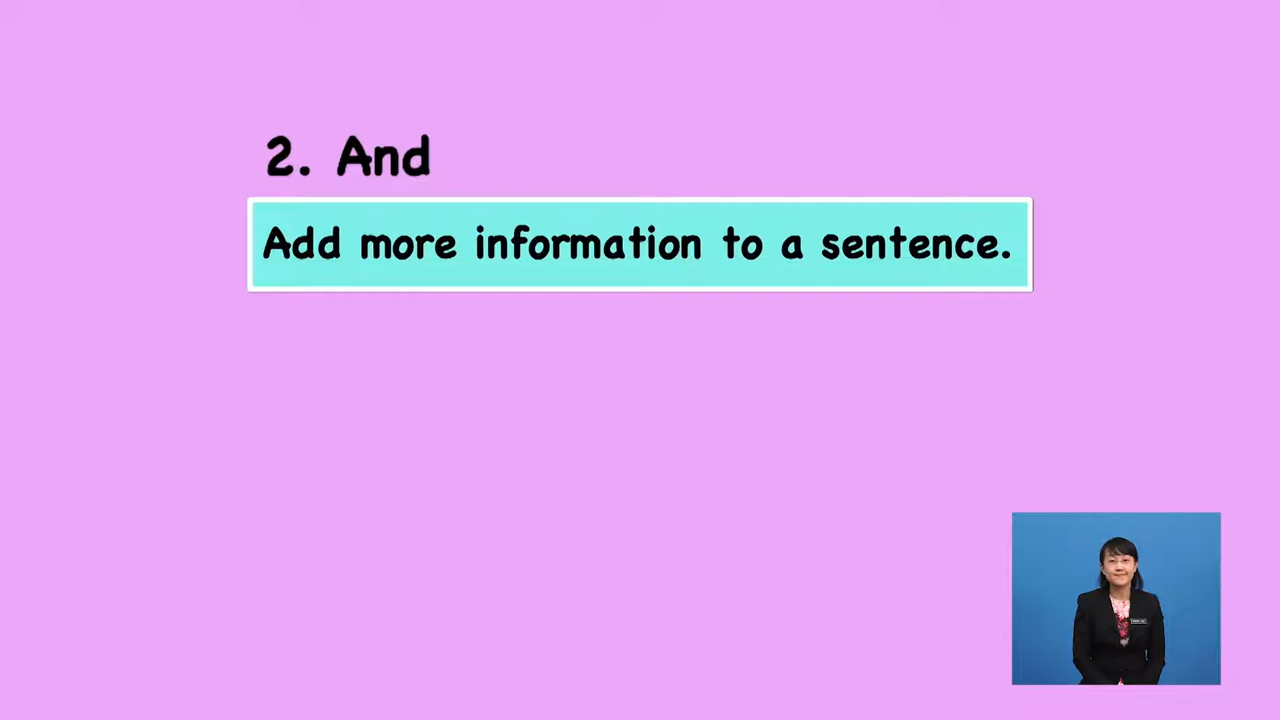 2. And
Add more information to a sentence.